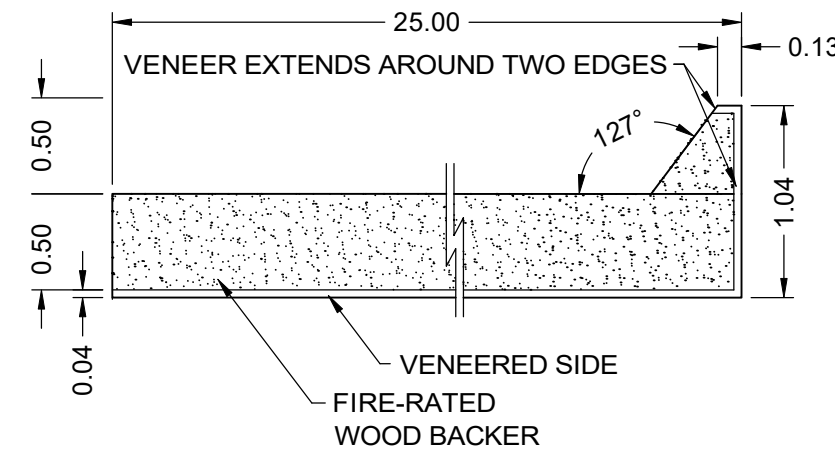 25.00
0.13
VENEER EXTENDS AROUND TWO EDGES
0.50
127°
1.04
0.50
0.04
VENEERED SIDE
FIRE-RATED
WOOD BACKER